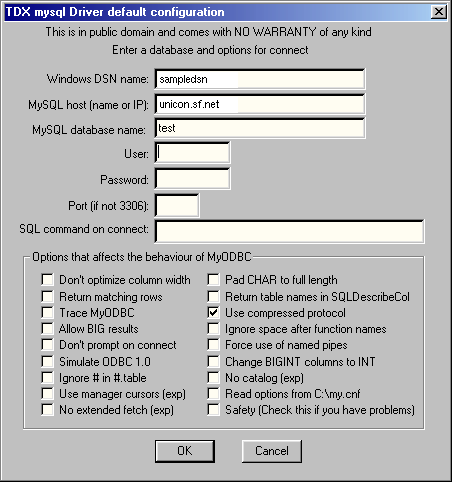 TDX mysql Driver default configuration
This is in public domain and comes with NO WARRANTY of any kind
Enter a database and options for connect
Windows DSN name: sampledsn
MySQL host (name or IP): unicon.sf.net
MySQL database name: test
User:
Password:
Port (if not 3306):
SQL command on connect:
Options that affects the behaviour of MyODBC
Don't optimize column width Pad CHAR to full length
Return matching rows Return table names in SQLDescribeCol
Trace MyODBC Use compressed protocol
Allow BIG results Ignore space after function names
Don't prompt on connect Force use of named pipes
Simulate ODBC 1.0 Change BIGINT columns to INT
Ignore # in #.table No catalog (exp)
Use manager cursors (exp) Read options from C:\my.cnf
No extended fetch (exp) Safety (Check this if you have problems)
OK Cancel